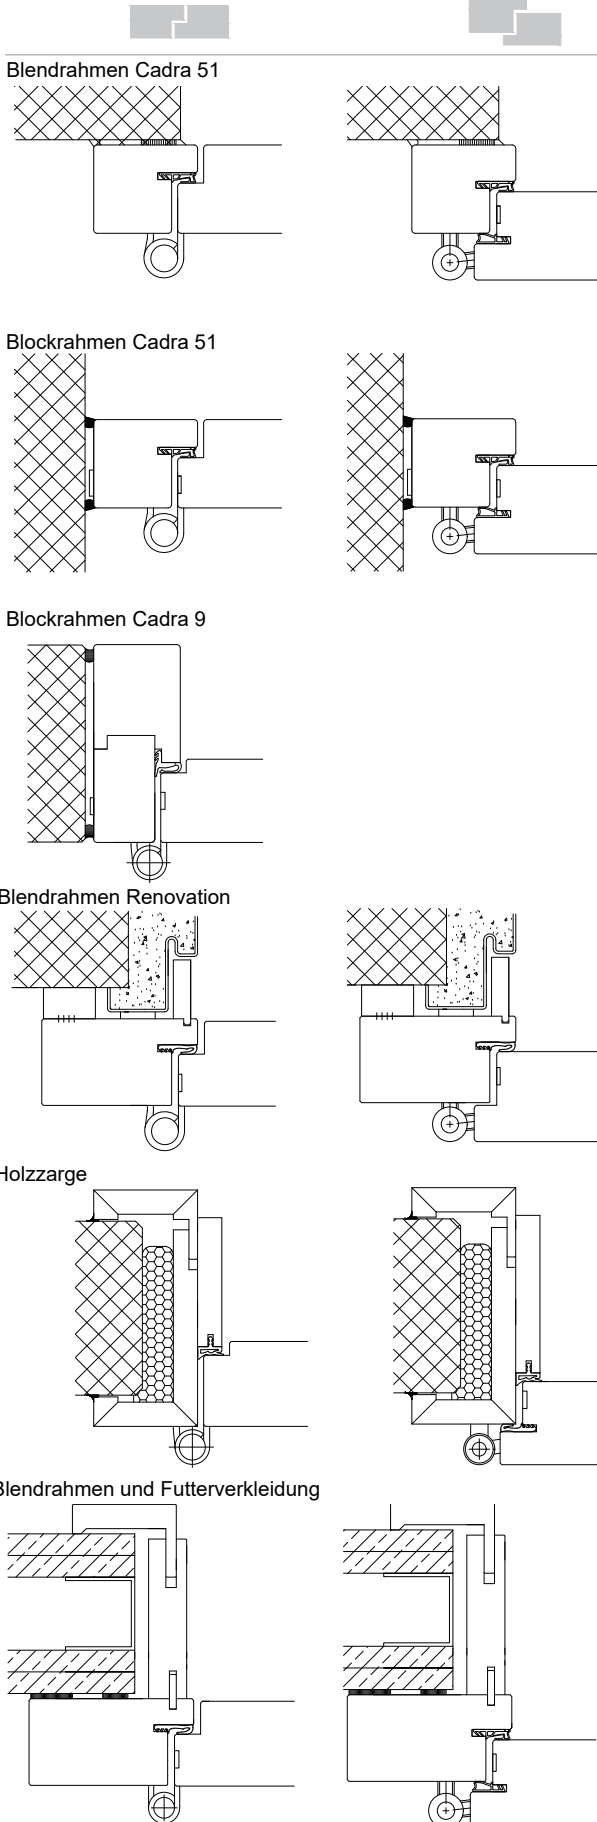 Blendrahmen Cadra 51
Blockrahmen Cadra 51
Blockrahmen Cadra 9
Blendrahmen Renovation
Holzzarge
Blendrahmen und Futterverkleidung